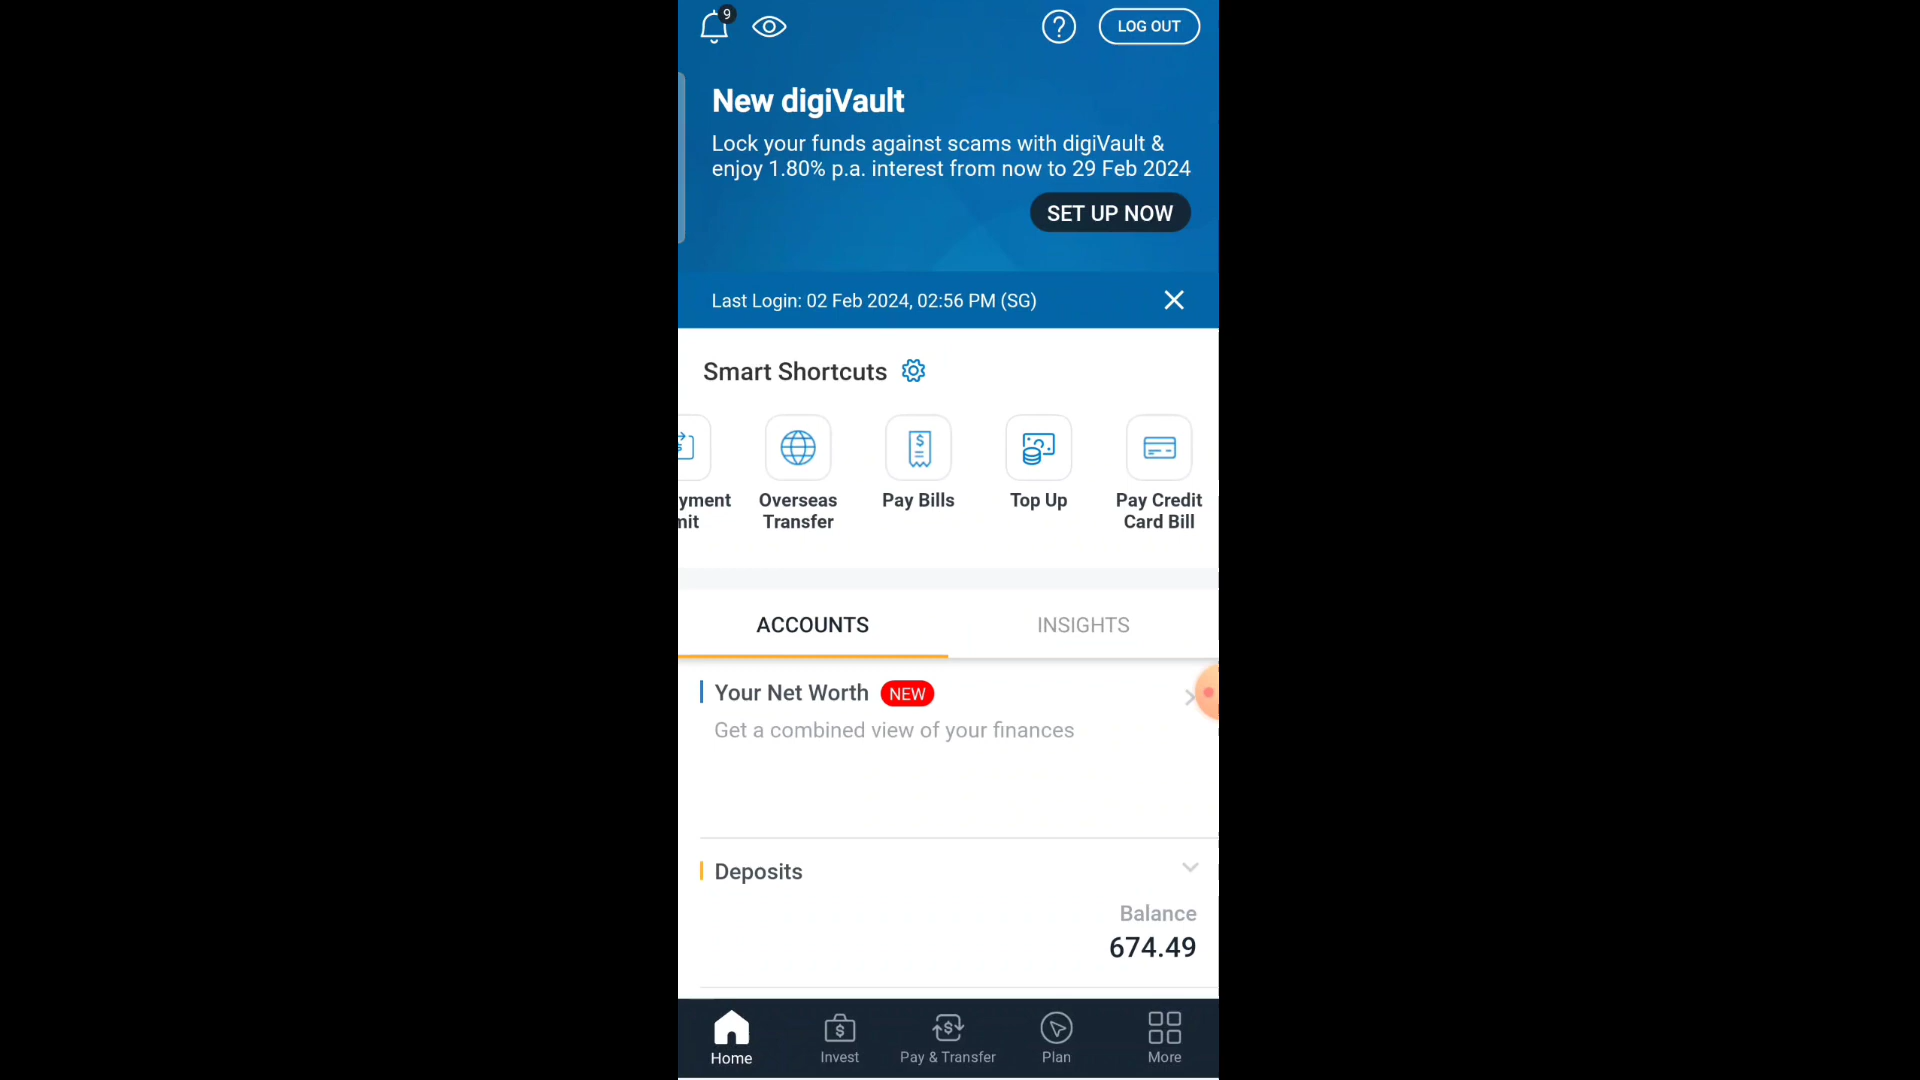 9
LOG OUT
New digiVault
Lock your funds against scams with digiVault &
enjoy 1.80% p.a. interest from now to 29 Feb 2024
SET UP NOW
Last Login: 02 Feb 2024, 02:56 PM (SG)
Smart Shortcuts
yment
mit
Overseas
Transfer
Pay Bills
Top Up
Pay Credit
Card Bill
ACCOUNTS
INSIGHTS
Your Net Worth NEW
Get a combined view of your finances
Deposits
Balance
674.49
Home
Invest
Pay & Transfer
Plan
More